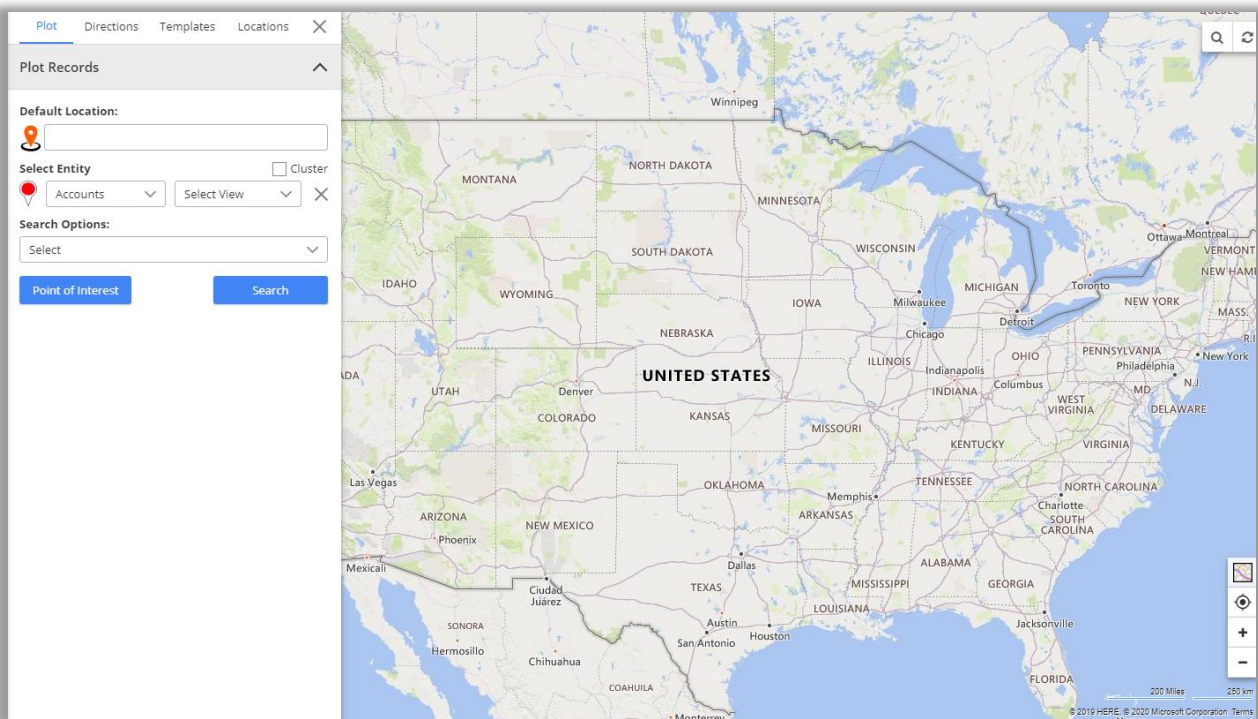 Plot Directions Templates Locations
Plot Records
Default Location:
Select Entity Cluster
Accounts Select View
Search Options:
Select
Point of Interest Search
Winnipeg
NORTH DAKOTA
MONTANA
MINNESOTA
Ottawa Montreal
VERMONT
WISCONSIN
SOUTH DAKOTA
NEW HAM
IDAHO
MICHIGAN
Toronto
WYOMING
IOWA
Milwaukee
NEW YORK
MASS.
Detroit
Chicago
NEBRASKA
R.I
PENNSYLVANIA
New York
OHIO
ILLINOIS
Philadelphia
Indianapolis
UNITED STATES
ADA
N.J.
Columbus
UTAH
Denver
INDIANA
MD.
WEST
VIRGINIA
DELAWARE
COLORADO
KANSAS
MISSOURI
KENTUCKY
VIRGINIA
Las Vegas
OKLAHOMA
TENNESSEE
NORTH CAROLINA
Memphis
Charlotte
ARIZONA
NEW MEXICO
ARKANSAS
SOUTH
CAROLINA
Phoenix
ALABAMA
Mexicali
Dallas
Ciudad
Juárez
TEXAS
MISSISSIPPI
GEORGIA
LOUISIANA
SONORA
Austin
Jacksonville
San Antonio
Houston
Hermosillo
Chihuahua
FLORIDA
COAHUILA
200 Miles 250 km
Monterrey
© 2019 HERE, © 2020 Microsoft Corporation Terms